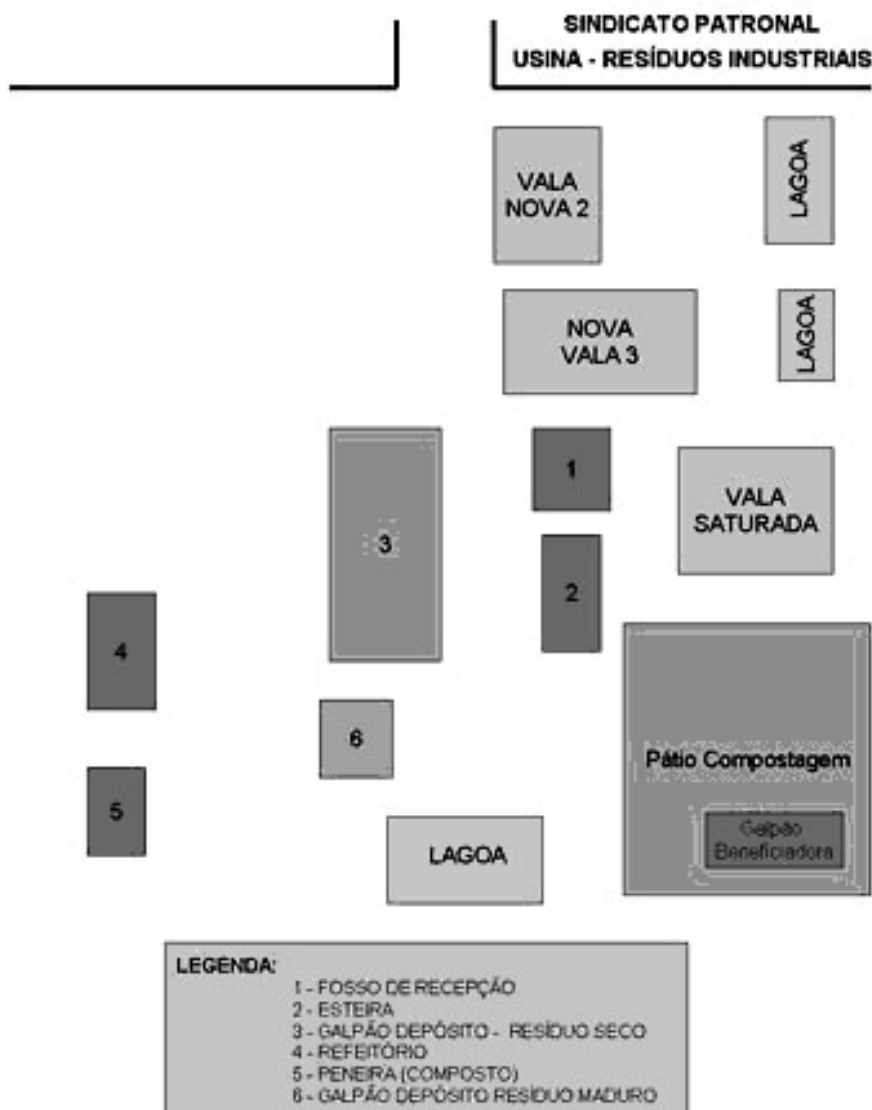 SINDICATO PATRONAL
USINA - RESÍDUOS INDUSTRIAIS
VALA
NOVA 2
LAGOA
NOVA
VALA 3
LAGOA
3
1
VALA
SATURADA
2
4
6
Pátio Compostagem
5
Galpão
Beneficiadora
LAGOA
LEGENDA:
1 - FOSSO DE RECEPÇÃO
2 - ESTEIRA
3 - GALPÃO DEPÓSITO - RESÍDUO SECO
4 - REFEITÓRIO
5 - PENEIRA (COMPOSTO)
6 - GALPÃO DEPÓSITO RESÍDUO MADURO